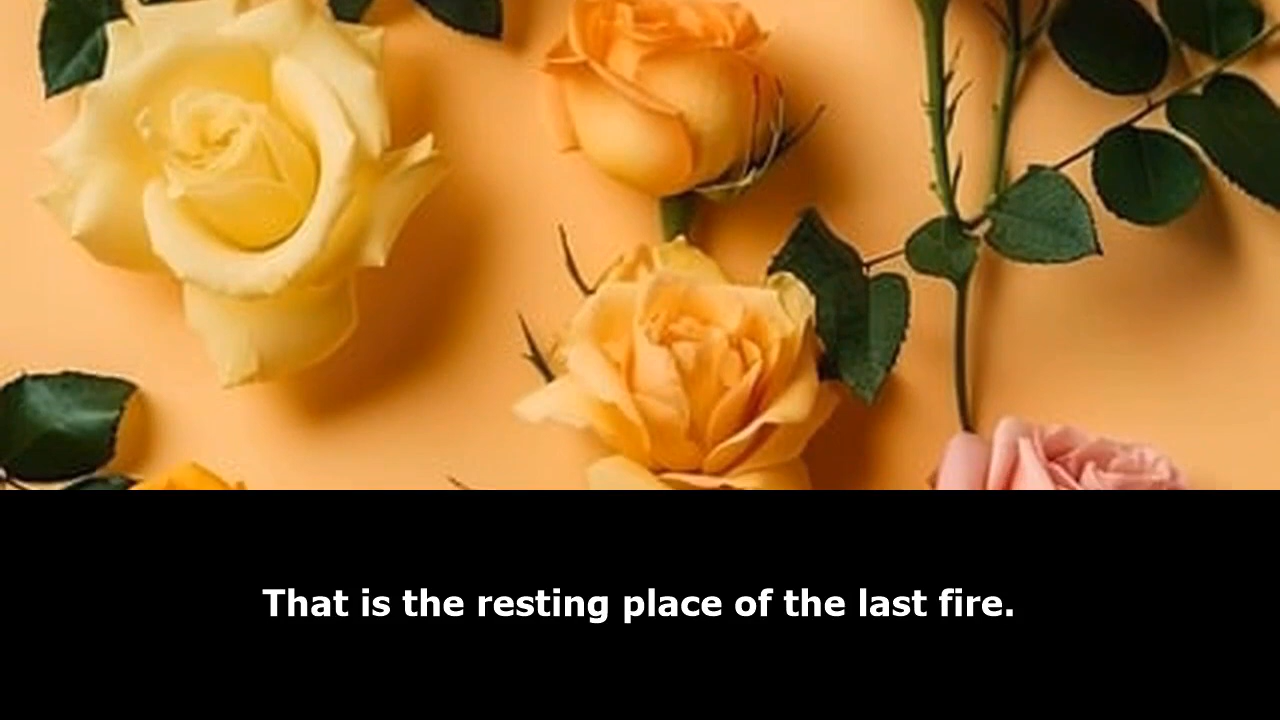 That is the resting place of the last fire.